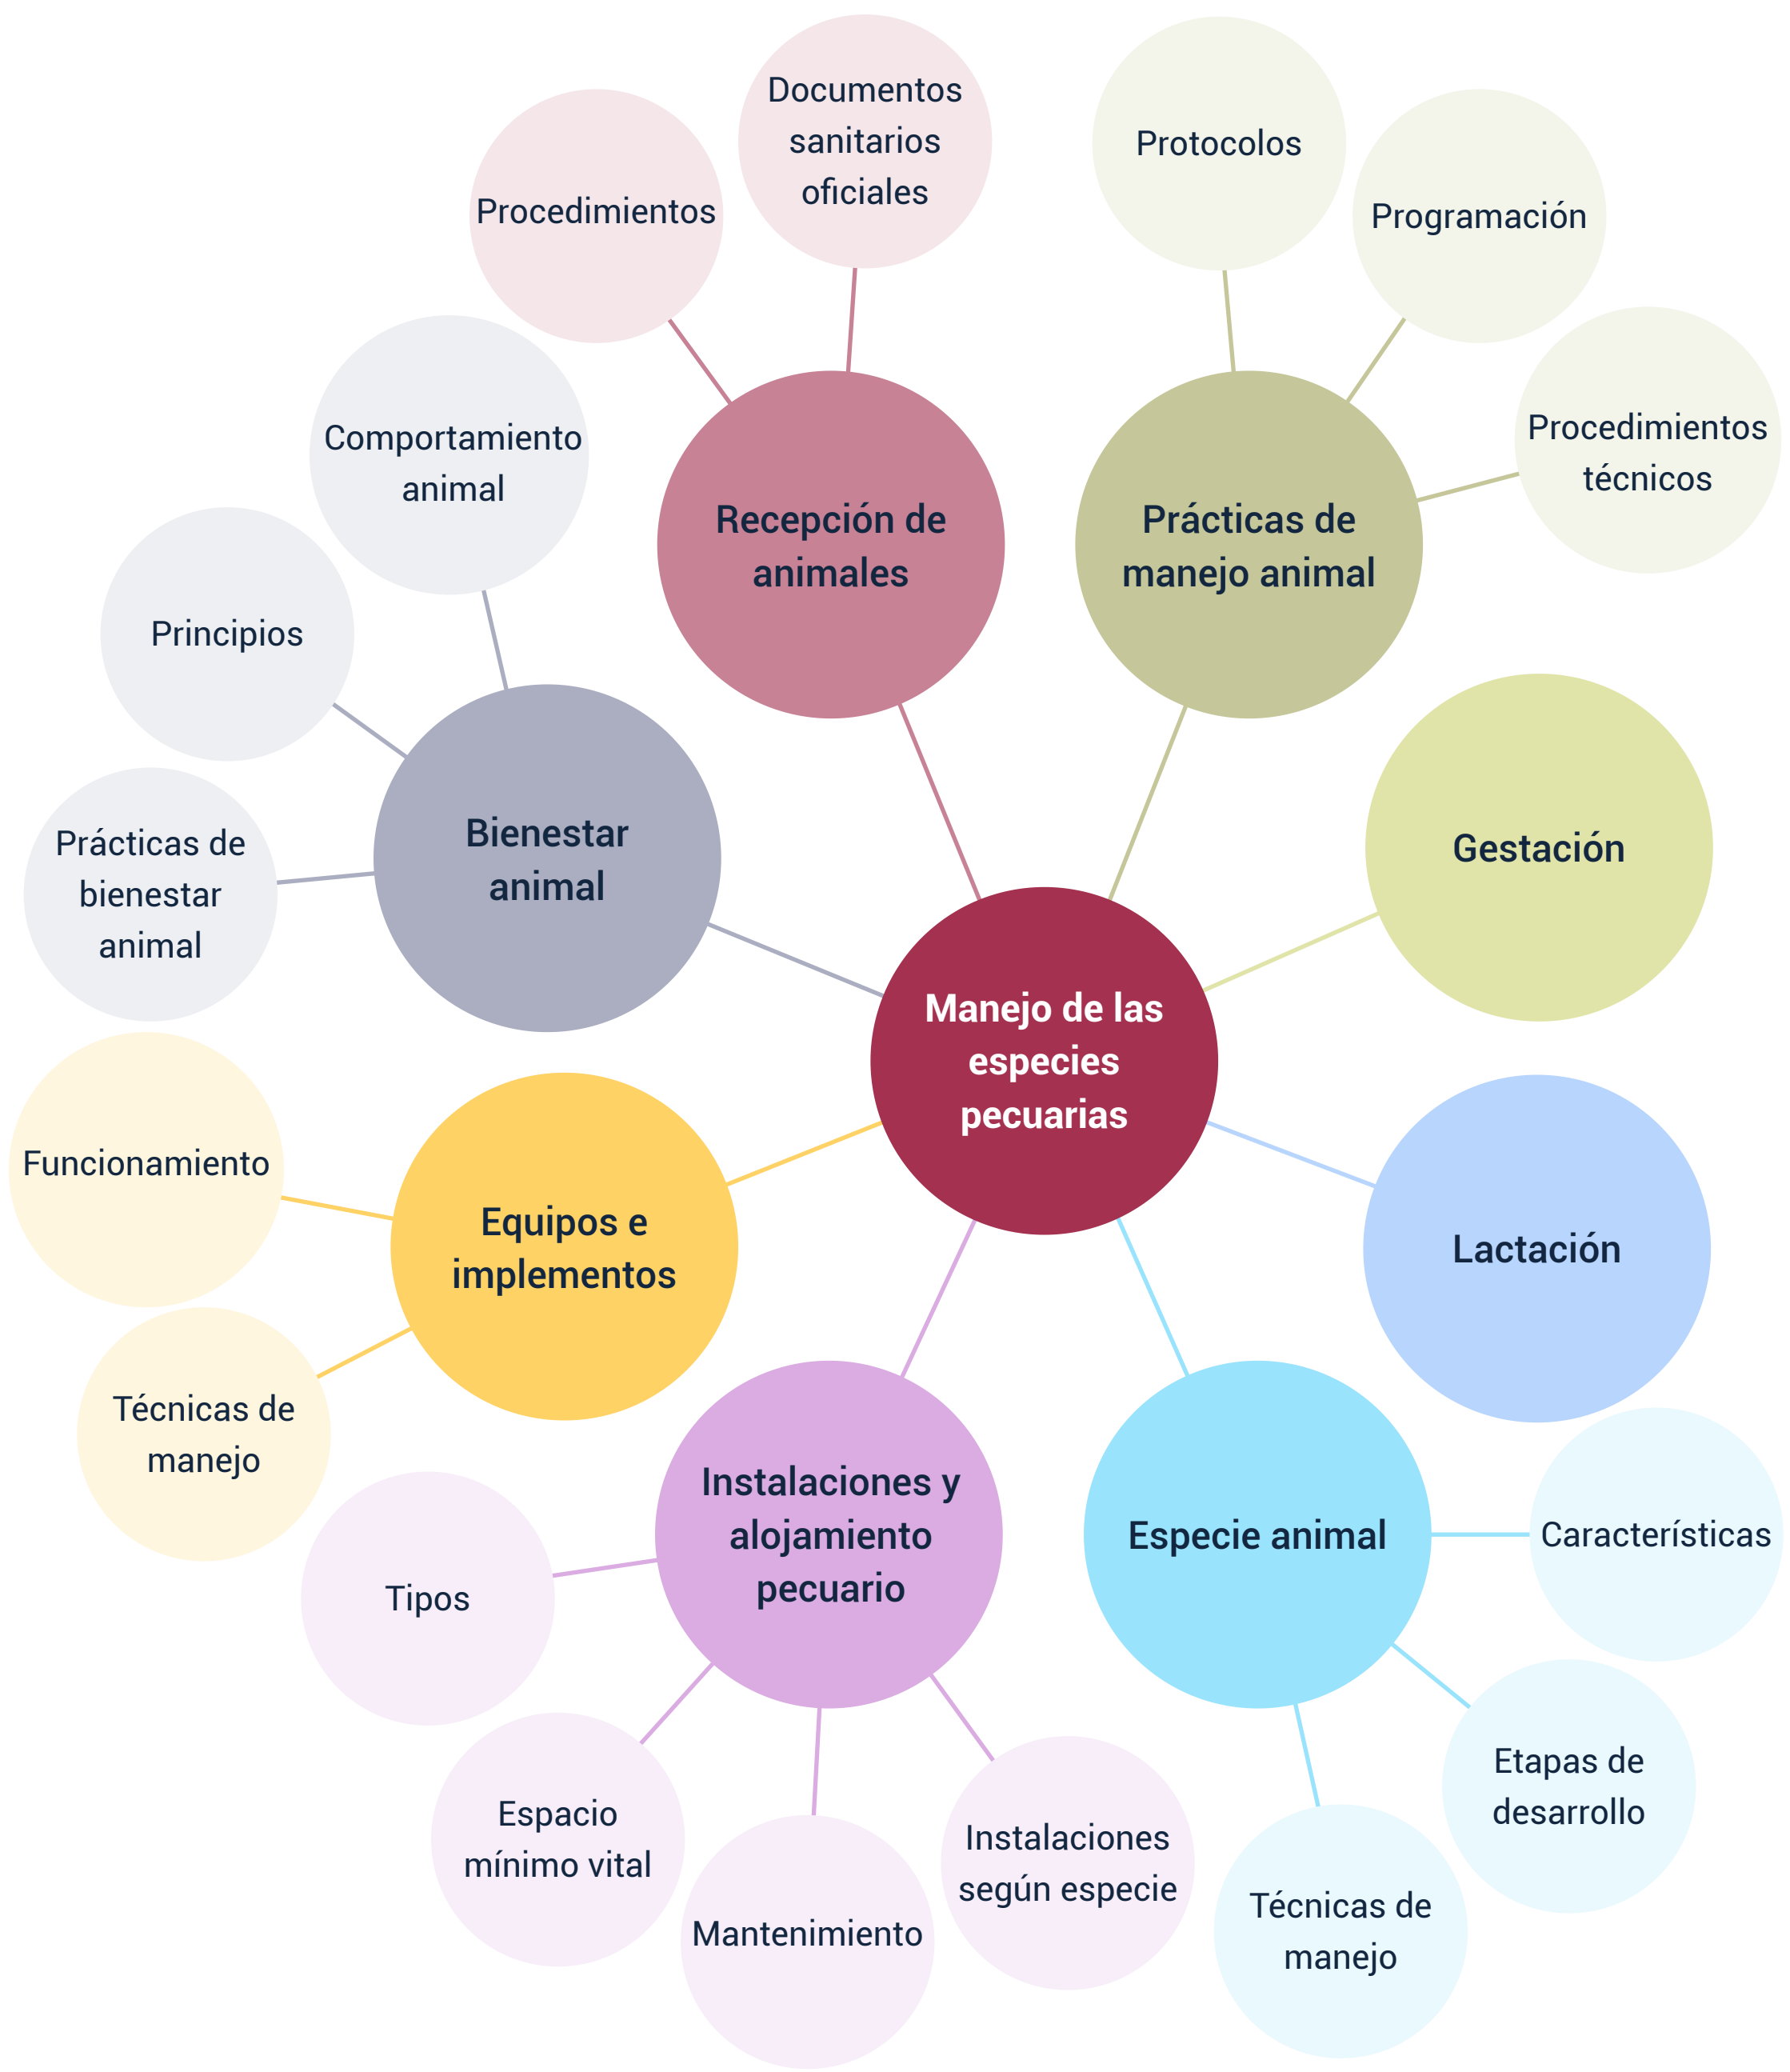 Documentos
sanitarios
oficiales
Procedimientos
Protocolos
Programación
Procedimientos
técnicos
Comportamiento
animal
Principios
Prácticas de
bienestar
animal
Recepción de
animales
Prácticas de
manejo animal
Bienestar
animal
Gestación
Manejo de las
especies
pecuarias
Funcionamiento
Equipos e
implementos
Técnicas de
manejo
Lactación
Instalaciones y
alojamiento
pecuario
Especie animal
Características
Tipos
Espacio
mínimo vital
Mantenimiento
Instalaciones
según especie
Técnicas de
manejo
Etapas de
desarrollo